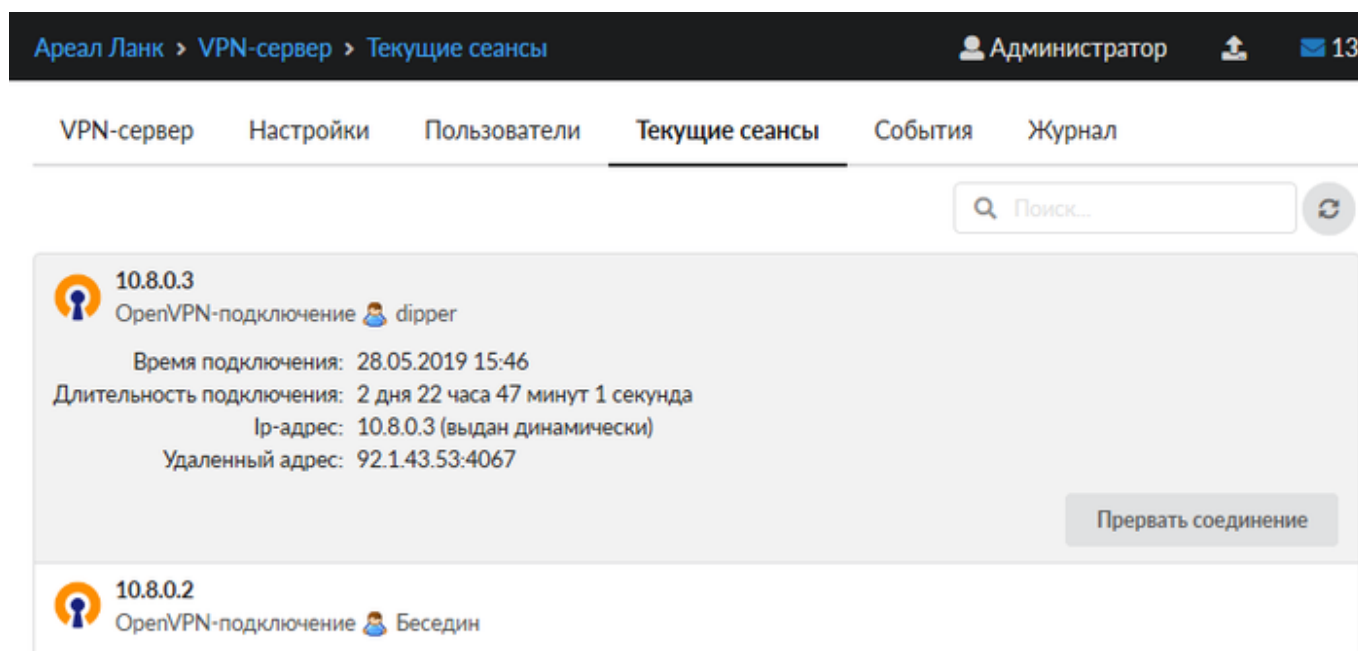 Ареал Ланк > VPN-сервер > Текущие сеансы Администратор 13
VPN-сервер Настройки Пользователи Текущие сеансы События Журнал
Поиск...
10.8.0.3
OpenVPN-подключение dipper
Время подключения: 28.05.2019 15:46
Длительность подключения: 2 дня 22 часа 47 минут 1 секунда
Ip-адрес: 10.8.0.3 (выдан динамически)
Удаленный адрес: 92.1.43.53:4067
Прервать соединение
10.8.0.2
OpenVPN-подключение Беседин